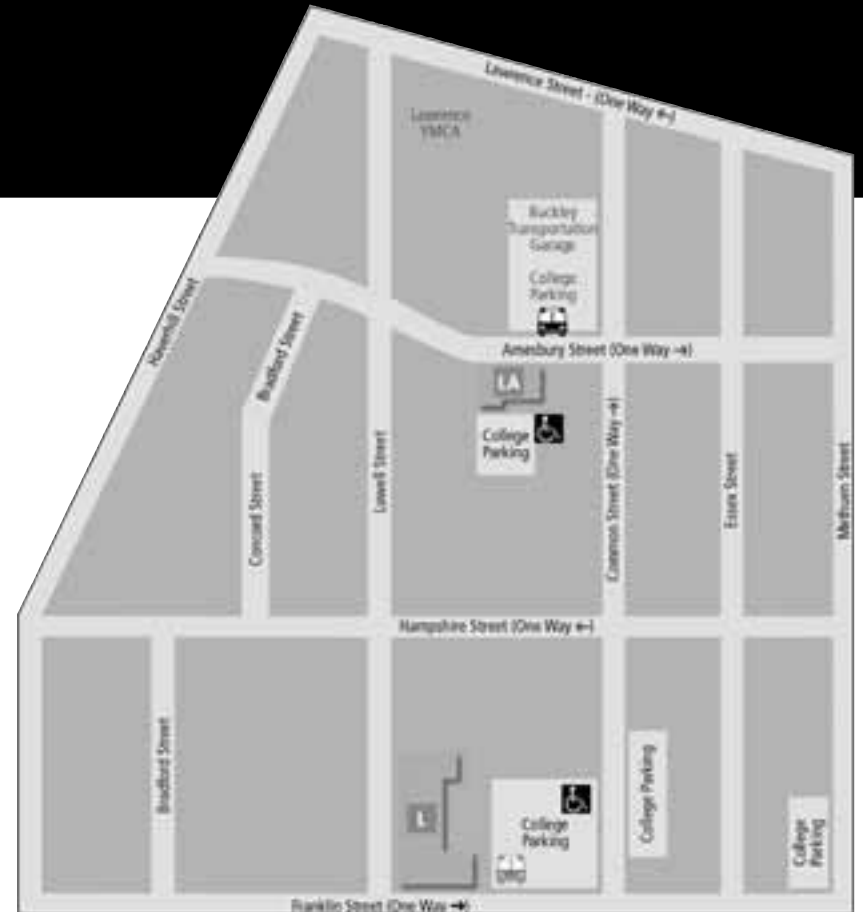 Lawrence Street - (One Way ←)
Lawrence
YMCA
Buckley
Transportation
Garage
College
Parking
Haverhill Street
Bradford Street
Amesbury Street (One Way →)
LA
College
Parking
Concord Street
Lowell Street
Common Street (One Way →)
Essex Street
Methuen Street
Hampshire Street (One Way ←)
Bradford Street
L
College
Parking
College Parking
College
Parking
Franklin Street (One Way →)